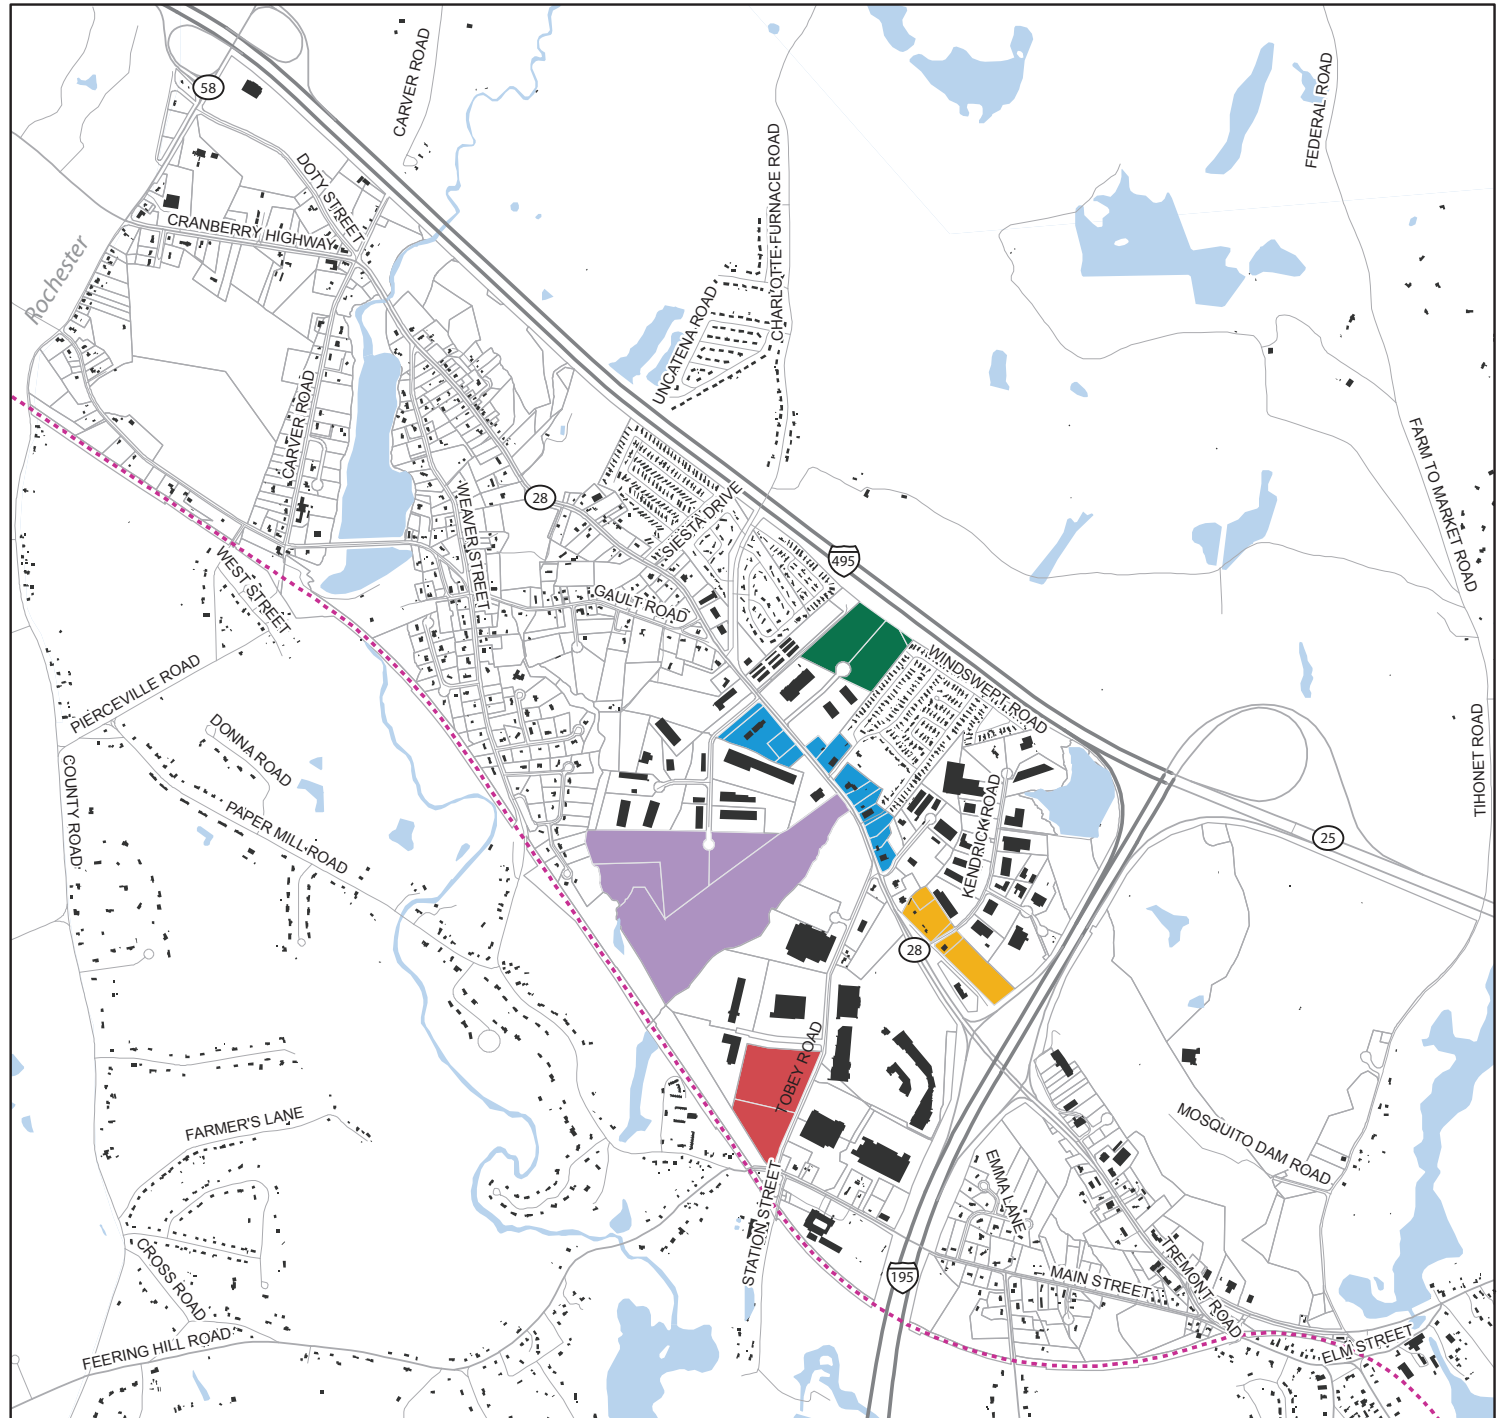 58
CARVER ROAD
FEDERAL ROAD
DOTY STREET
CHARLOTTE FURNACE ROAD
CRANBERRY HIGHWAY
Rochester
UNCATENA ROAD
CARVER ROAD
FARM TO MARKET ROAD
28
WEAVER STREET
SIESTA DRIVE
495
WEST STREET
GAULT ROAD
PIERCEVILLE ROAD
WINDSWEPT ROAD
DONNA ROAD
TIHONET ROAD
COUNTY ROAD
PAPER MILL ROAD
KENDRICK ROAD
25
28
TOBEY ROAD
FARMER'S LANE
MOSQUITO DAM ROAD
EMMA LANE
STATION STREET
CROSS ROAD
195
MAIN STREET
TREMONT ROAD
FEERING HILL ROAD
ELM STREET